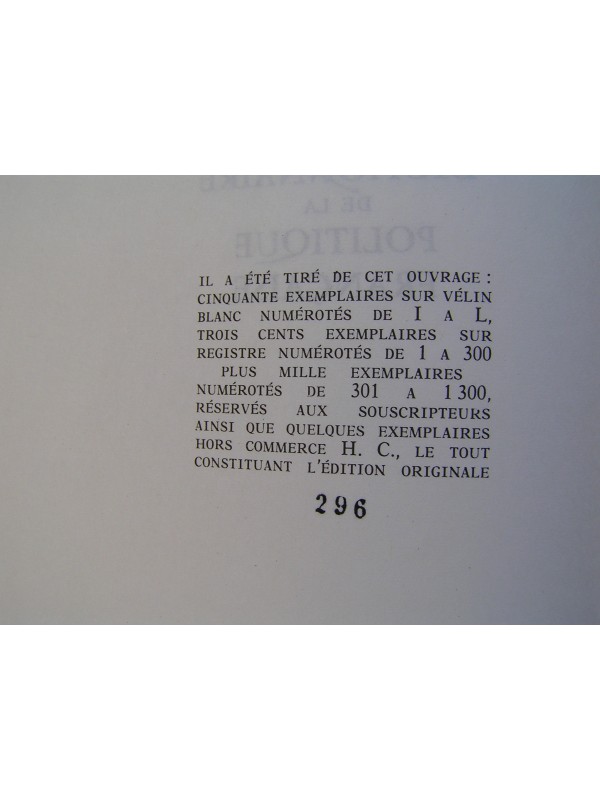 IL A ÉTÉ TIRÉ DE CET OUVRAGE :
CINQUANTE EXEMPLAIRES SUR VÉLIN
BLANC NUMÉROTÉS DE I A L,
TROIS CENTS EXEMPLAIRES SUR
REGISTRE NUMÉROTÉS DE 1 A 300
PLUS MILLE EXEMPLAIRES
NUMÉROTÉS DE 301 A 1 300,
RÉSERVÉS AUX SOUSCRIPTEURS
AINSI QUE QUELQUES EXEMPLAIRES
HORS COMMERCE H. C., LE TOUT
CONSTITUANT L'ÉDITION ORIGINALE
296